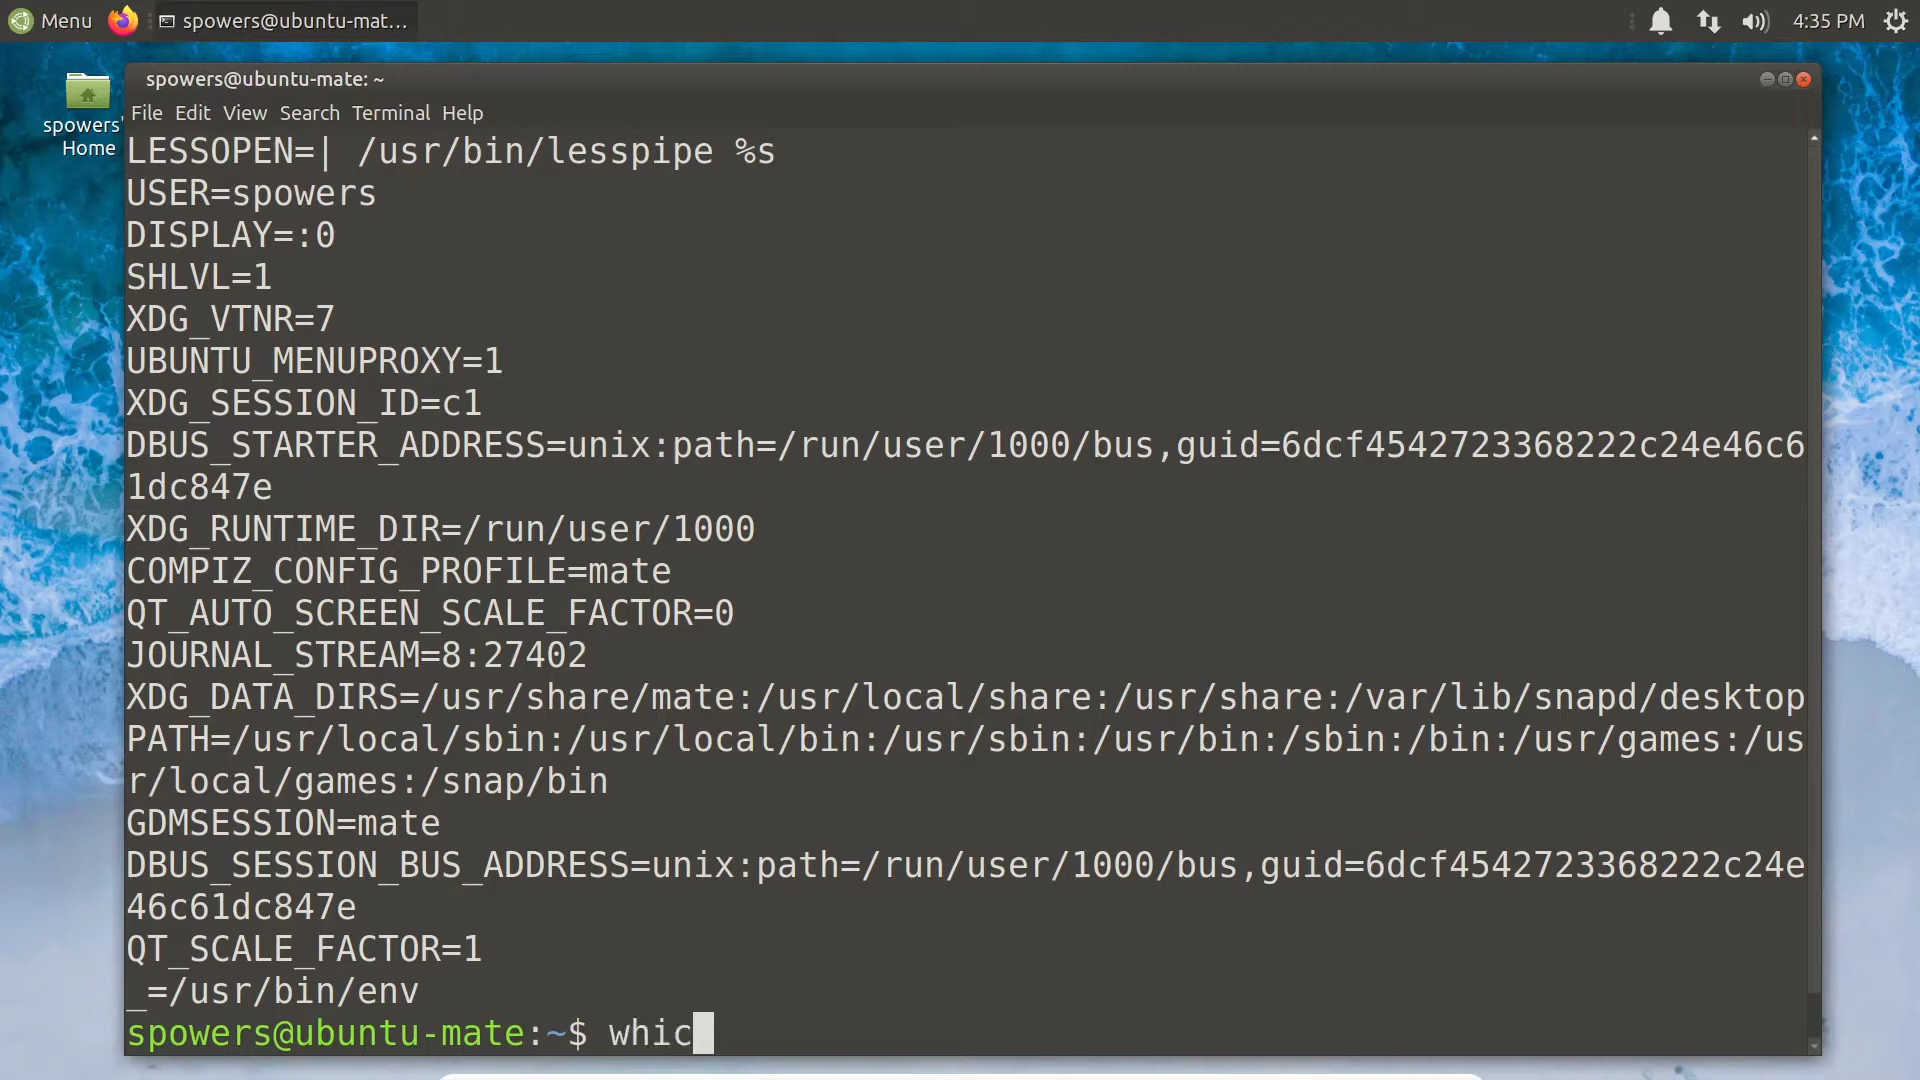 Menu spowers@ubuntu-mat... 4:35 PM
spowers@ubuntu-mate: ~
File Edit View Search Terminal Help
spowers'
Home
LESSOPEN=| /usr/bin/lesspipe %s
USER=spowers
DISPLAY=:0
SHLVL=1
XDG_VTNR=7
UBUNTU_MENUPROXY=1
XDG_SESSION_ID=c1
DBUS_STARTER_ADDRESS=unix:path=/run/user/1000/bus,guid=6dcf4542723368222c24e46c6
1dc847e
XDG_RUNTIME_DIR=/run/user/1000
COMPIZ_CONFIG_PROFILE=mate
QT_AUTO_SCREEN_SCALE_FACTOR=0
JOURNAL_STREAM=8:27402
XDG_DATA_DIRS=/usr/share/mate:/usr/local/share:/usr/share:/var/lib/snapd/desktop
PATH=/usr/local/sbin:/usr/local/bin:/usr/sbin:/usr/bin:/sbin:/bin:/usr/games:/us
r/local/games:/snap/bin
GDMSESSION=mate
DBUS_SESSION_BUS_ADDRESS=unix:path=/run/user/1000/bus,guid=6dcf4542723368222c24e
46c61dc847e
QT_SCALE_FACTOR=1
_=/usr/bin/env
spowers@ubuntu-mate:~$ whic